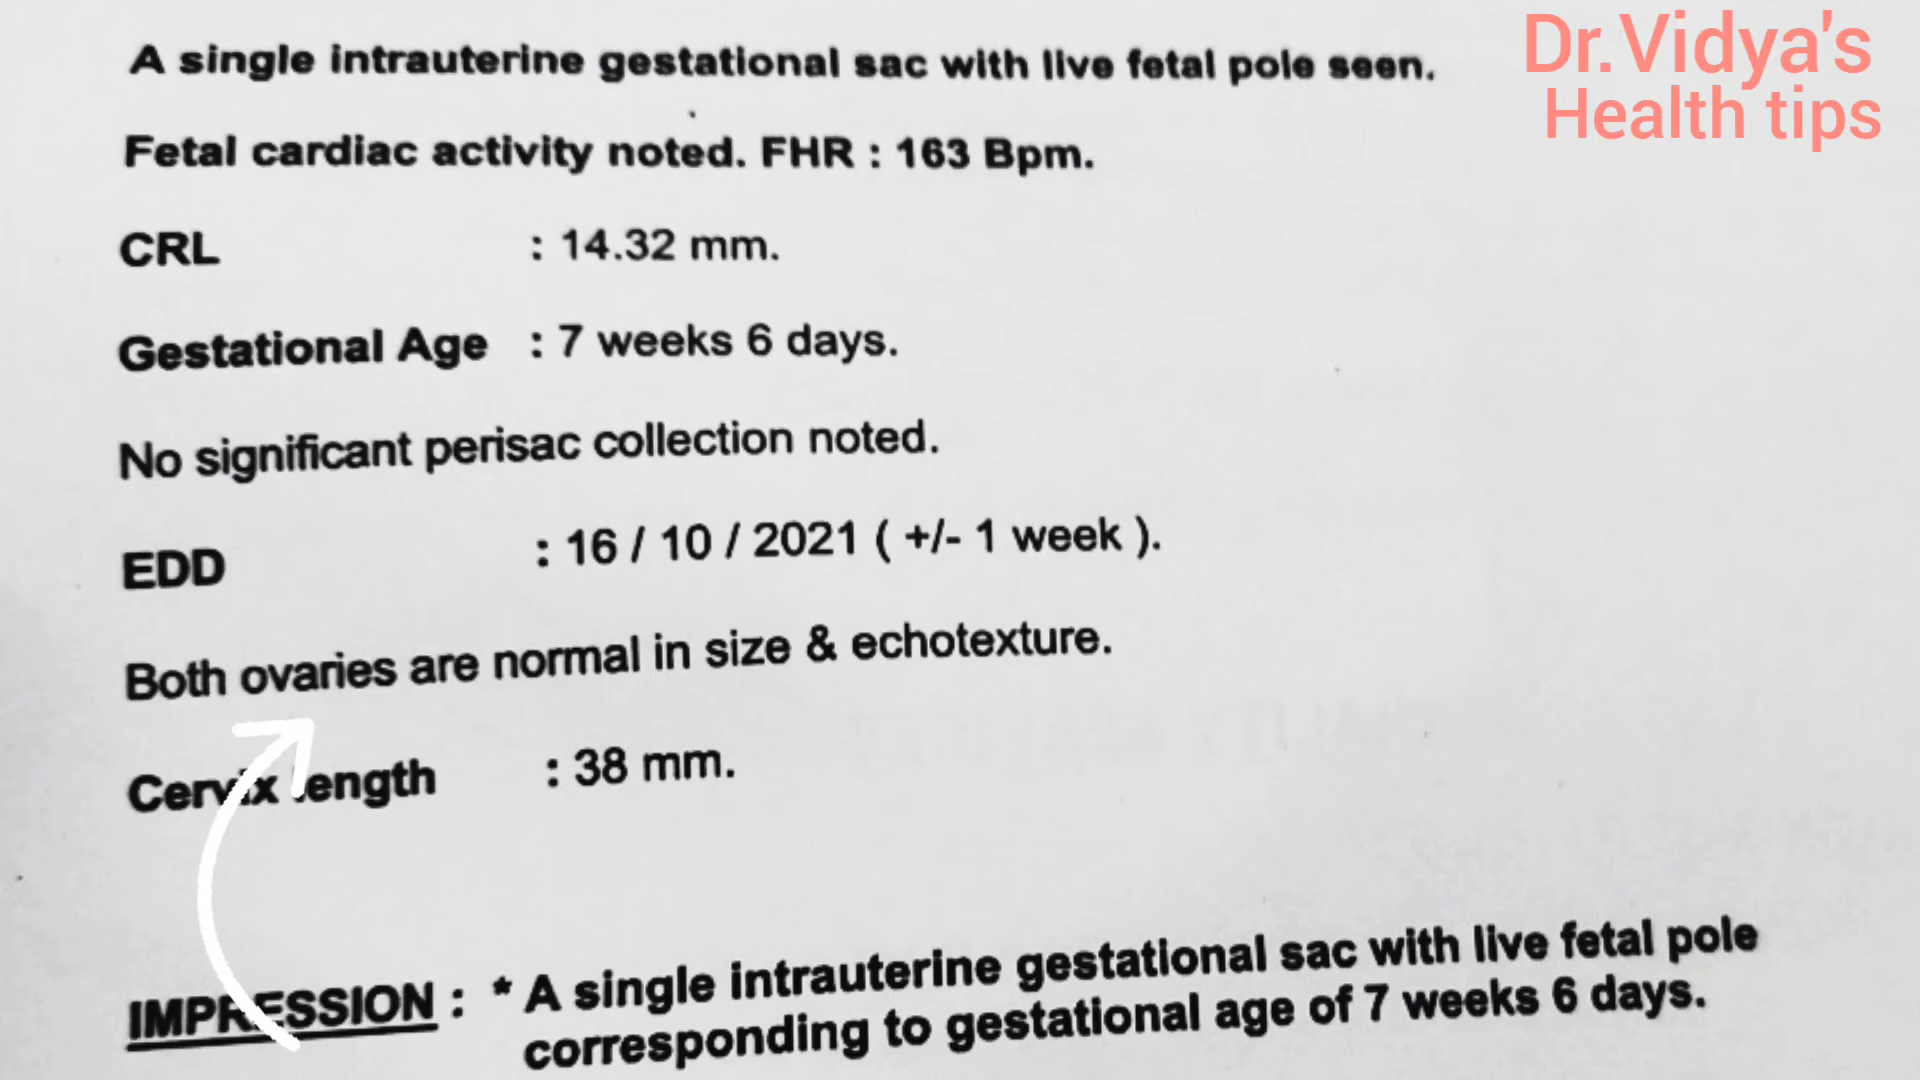 Dr.Vidya's
Health tips
A single intrauterine gestational sac with live fetal pole seen.
Fetal cardiac activity noted. FHR : 163 Bpm.
CRL : 14.32 mm.
Gestational Age : 7 weeks 6 days.
No significant perisac collection noted.
EDD : 16 / 10 / 2021 ( +/- 1 week ).
Both ovaries are normal in size & echotexture.
Cervix length : 38 mm.
IMPRESSION : * A single intrauterine gestational sac with live fetal pole
corresponding to gestational age of 7 weeks 6 days.